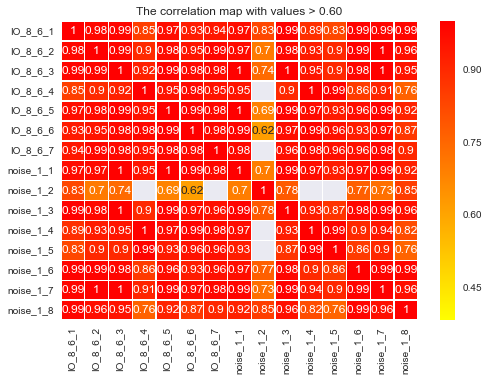 The correlation map with values > 0.60
IO_8_6_1 1 0.98 0.99 0.85 0.97 0.93 0.94 0.97 0.83 0.99 0.89 0.83 0.99 0.99 0.99
IO_8_6_2 0.98 1 0.99 0.9 0.98 0.95 0.99 0.97 0.7 0.98 0.93 0.9 0.99 1 0.96
IO_8_6_3 0.99 0.99 1 0.92 0.99 0.98 0.98 1 0.74 1 0.95 0.9 0.98 1 0.95
IO_8_6_4 0.85 0.9 0.92 1 0.95 0.98 0.95 0.95 0.9 1 0.99 0.86 0.91 0.76
IO_8_6_5 0.97 0.98 0.99 0.95 1 0.99 0.98 1 0.69 0.99 0.97 0.93 0.96 0.99 0.92
IO_8_6_6 0.93 0.95 0.98 0.98 0.99 1 0.98 0.99 0.62 0.97 0.99 0.96 0.93 0.97 0.87
IO_8_6_7 0.94 0.99 0.98 0.95 0.98 0.98 1 0.98 0.96 0.98 0.96 0.96 0.98 0.9
noise_1_1 0.97 0.97 1 0.95 1 0.99 0.98 1 0.7 0.99 0.97 0.93 0.97 0.99 0.92
noise_1_2 0.83 0.7 0.74 0.69 0.62 0.7 1 0.78 0.77 0.73 0.85
noise_1_3 0.99 0.98 1 0.9 0.99 0.97 0.96 0.99 0.78 1 0.93 0.87 0.98 0.99 0.96
noise_1_4 0.89 0.93 0.95 1 0.97 0.99 0.98 0.97 0.93 1 0.99 0.9 0.94 0.82
noise_1_5 0.83 0.9 0.9 0.99 0.93 0.96 0.96 0.93 0.87 0.99 1 0.86 0.9 0.76
noise_1_6 0.99 0.99 0.98 0.86 0.96 0.93 0.96 0.97 0.77 0.98 0.9 0.86 1 0.99 0.99
noise_1_7 0.99 1 1 0.91 0.99 0.97 0.98 0.99 0.73 0.99 0.94 0.9 0.99 1 0.96
noise_1_8 0.99 0.96 0.95 0.76 0.92 0.87 0.9 0.92 0.85 0.96 0.82 0.76 0.99 0.96 1
IO_8_6_1 IO_8_6_2 IO_8_6_3 IO_8_6_4 IO_8_6_5 IO_8_6_6 IO_8_6_7 noise_1_1 noise_1_2 noise_1_3 noise_1_4 noise_1_5 noise_1_6 noise_1_7 noise_1_8
0.90
0.75
0.60
0.45